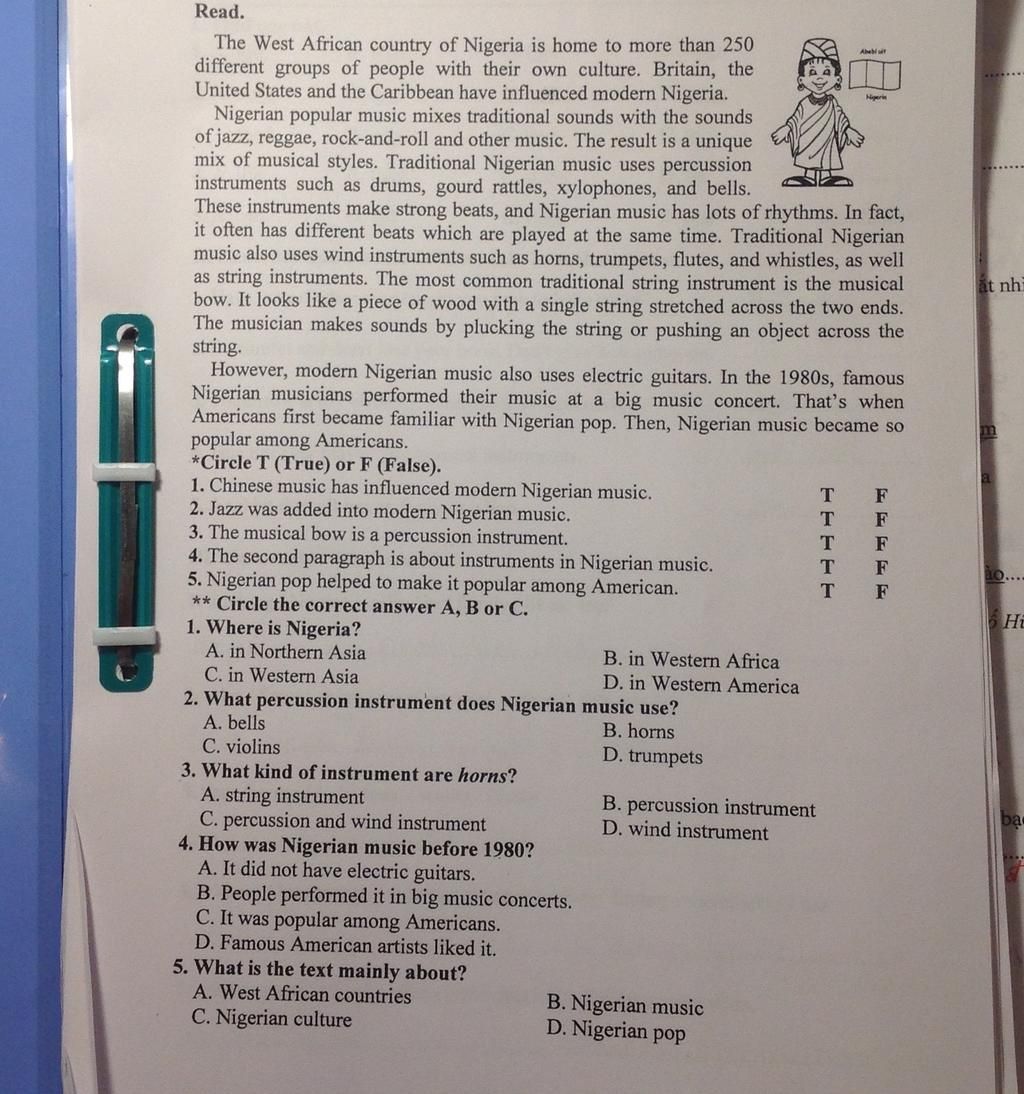 Read.
The West African country of Nigeria is home to more than 250
different groups of people with their own culture. Britain, the
United States and the Caribbean have influenced modern Nigeria.
Nigerian popular music mixes traditional sounds with the sounds
of jazz, reggae, rock-and-roll and other music. The result is a unique
mix of musical styles. Traditional Nigerian music uses percussion
instruments such as drums, gourd rattles, xylophones, and bells.
These instruments make strong beats, and Nigerian music has lots of rhythms. In fact,
it often has different beats which are played at the same time. Traditional Nigerian
music also uses wind instruments such as horns, trumpets, flutes, and whistles, as well
as string instruments. The most common traditional string instrument is the musical
bow. It looks like a piece of wood with a single string stretched across the two ends.
The musician makes sounds by plucking the string or pushing an object across the
string.
However, modern Nigerian music also uses electric guitars. In the 1980s, famous
Nigerian musicians performed their music at a big music concert. That's when
Americans first became familiar with Nigerian pop. Then, Nigerian music became so
popular among Americans.
*Circle T (True) or F (False).
1. Chinese music has influenced modern Nigerian music. T F
2. Jazz was added into modern Nigerian music. T F
3. The musical bow is a percussion instrument. T F
4. The second paragraph is about instruments in Nigerian music. T F
5. Nigerian pop helped to make it popular among American. T F
** Circle the correct answer A, B or C.
1. Where is Nigeria?
A. in Northern Asia B. in Western Africa
C. in Western Asia D. in Western America
2. What percussion instrument does Nigerian music use?
A. bells B. horns
C. violins D. trumpets
3. What kind of instrument are horns?
A. string instrument B. percussion instrument
C. percussion and wind instrument D. wind instrument
4. How was Nigerian music before 1980?
A. It did not have electric guitars.
B. People performed it in big music concerts.
C. It was popular among Americans.
D. Famous American artists liked it.
5. What is the text mainly about?
A. West African countries B. Nigerian music
C. Nigerian culture D. Nigerian pop
Nigeria